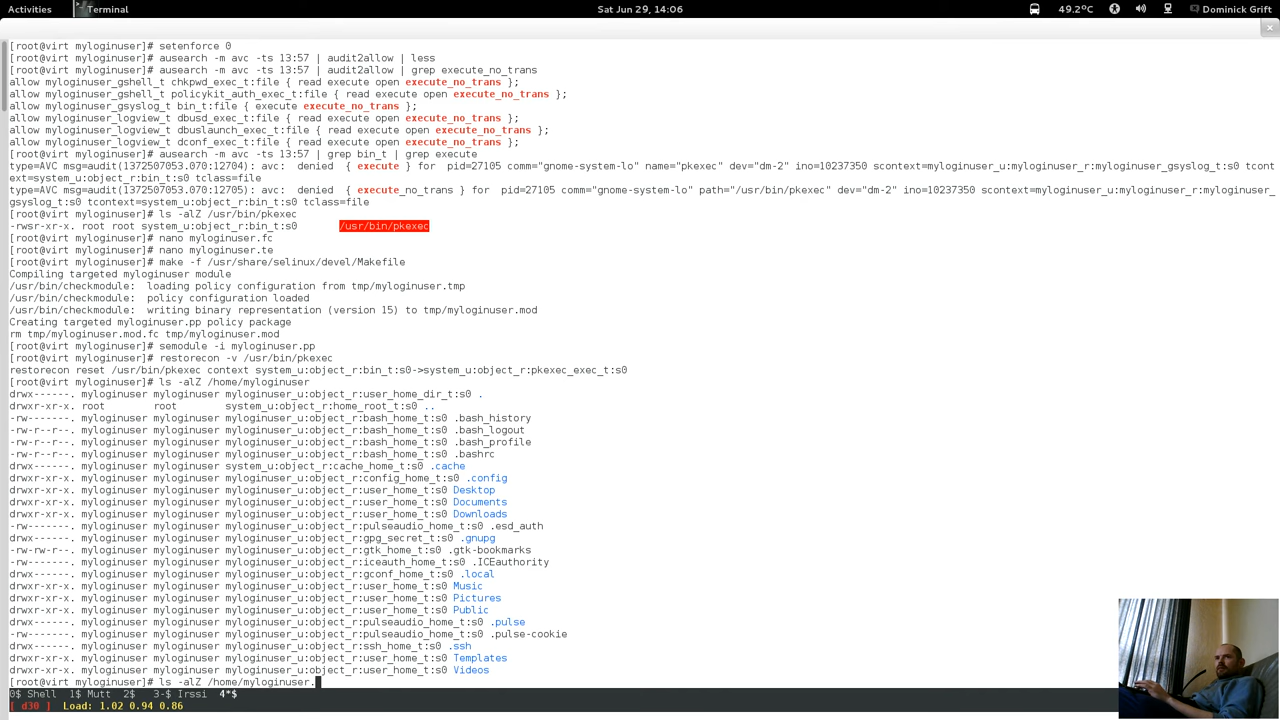 Activities Terminal Sat Jun 29, 14:06 49.2°C Dominick Grift
[root@virt myloginuser]# setenforce 0
[root@virt myloginuser]# ausearch -m avc -ts 13:57 | audit2allow | less
[root@virt myloginuser]# ausearch -m avc -ts 13:57 | audit2allow | grep execute_no_trans
allow myloginuser_gshell_t chkpwd_exec_t:file { read execute open execute_no_trans };
allow myloginuser_gshell_t policykit_auth_exec_t:file { read execute open execute_no_trans };
allow myloginuser_gsyslog_t bin_t:file { execute execute_no_trans };
allow myloginuser_logview_t dbusd_exec_t:file { read execute open execute_no_trans };
allow myloginuser_logview_t dbuslaunch_exec_t:file { read execute open execute_no_trans };
allow myloginuser_logview_t dconf_exec_t:file { read execute open execute_no_trans };
[root@virt myloginuser]# ausearch -m avc -ts 13:57 | grep bin_t | grep execute
type=AVC msg=audit(1372507053.070:12704): avc:  denied  { execute } for  pid=27105 comm="gnome-system-lo" name="pkexec" dev="dm-2" ino=10237350 scontext=myloginuser_u:myloginuser_r:myloginuser_gsyslog_t:s0 tcont
ext=system_u:object_r:bin_t:s0 tclass=file
type=AVC msg=audit(1372507053.070:12705): avc:  denied  { execute_no_trans } for  pid=27105 comm="gnome-system-lo" path="/usr/bin/pkexec" dev="dm-2" ino=10237350 scontext=myloginuser_u:myloginuser_r:myloginuser_
gsyslog_t:s0 tcontext=system_u:object_r:bin_t:s0 tclass=file
[root@virt myloginuser]# ls -alZ /usr/bin/pkexec
-rwsr-xr-x. root root system_u:object_r:bin_t:s0       /usr/bin/pkexec
[root@virt myloginuser]# nano myloginuser.fc
[root@virt myloginuser]# nano myloginuser.te
[root@virt myloginuser]# make -f /usr/share/selinux/devel/Makefile
Compiling targeted myloginuser module
/usr/bin/checkmodule:  loading policy configuration from tmp/myloginuser.tmp
/usr/bin/checkmodule:  policy configuration loaded
/usr/bin/checkmodule:  writing binary representation (version 15) to tmp/myloginuser.mod
Creating targeted myloginuser.pp policy package
rm tmp/myloginuser.mod.fc tmp/myloginuser.mod
[root@virt myloginuser]# semodule -i myloginuser.pp
[root@virt myloginuser]# restorecon -v /usr/bin/pkexec
restorecon reset /usr/bin/pkexec context system_u:object_r:bin_t:s0->system_u:object_r:pkexec_exec_t:s0
[root@virt myloginuser]# ls -alZ /home/myloginuser
drwx------. myloginuser myloginuser myloginuser_u:object_r:user_home_dir_t:s0 .
drwxr-xr-x. root        root        system_u:object_r:home_root_t:s0 ..
-rw-------. myloginuser myloginuser myloginuser_u:object_r:bash_home_t:s0 .bash_history
-rw-r--r--. myloginuser myloginuser myloginuser_u:object_r:bash_home_t:s0 .bash_logout
-rw-r--r--. myloginuser myloginuser myloginuser_u:object_r:bash_home_t:s0 .bash_profile
-rw-r--r--. myloginuser myloginuser myloginuser_u:object_r:bash_home_t:s0 .bashrc
drwx------. myloginuser myloginuser system_u:object_r:cache_home_t:s0 .cache
drwxr-xr-x. myloginuser myloginuser myloginuser_u:object_r:config_home_t:s0 .config
drwxr-xr-x. myloginuser myloginuser myloginuser_u:object_r:user_home_t:s0 Desktop
drwxr-xr-x. myloginuser myloginuser myloginuser_u:object_r:user_home_t:s0 Documents
drwxr-xr-x. myloginuser myloginuser myloginuser_u:object_r:user_home_t:s0 Downloads
-rw-------. myloginuser myloginuser myloginuser_u:object_r:pulseaudio_home_t:s0 .esd_auth
drwx------. myloginuser myloginuser myloginuser_u:object_r:gpg_secret_t:s0 .gnupg
-rw-rw-r--. myloginuser myloginuser myloginuser_u:object_r:gtk_home_t:s0 .gtk-bookmarks
-rw-------. myloginuser myloginuser myloginuser_u:object_r:iceauth_home_t:s0 .ICEauthority
drwxr-xr-x. myloginuser myloginuser myloginuser_u:object_r:gconf_home_t:s0 .local
drwxr-xr-x. myloginuser myloginuser myloginuser_u:object_r:user_home_t:s0 Music
drwxr-xr-x. myloginuser myloginuser myloginuser_u:object_r:user_home_t:s0 Pictures
drwxr-xr-x. myloginuser myloginuser myloginuser_u:object_r:user_home_t:s0 Public
drwx------. myloginuser myloginuser myloginuser_u:object_r:pulseaudio_home_t:s0 .pulse
-rw-------. myloginuser myloginuser myloginuser_u:object_r:pulseaudio_home_t:s0 .pulse-cookie
drwx------. myloginuser myloginuser myloginuser_u:object_r:ssh_home_t:s0 .ssh
drwxr-xr-x. myloginuser myloginuser myloginuser_u:object_r:user_home_t:s0 Templates
drwxr-xr-x. myloginuser myloginuser myloginuser_u:object_r:user_home_t:s0 Videos
[root@virt myloginuser]# ls -alZ /home/myloginuser.
0$ Shell  1$ Mutt  2$   3-$ Irssi  4*$
[ d30 ]  Load: 1.02 0.94 0.86